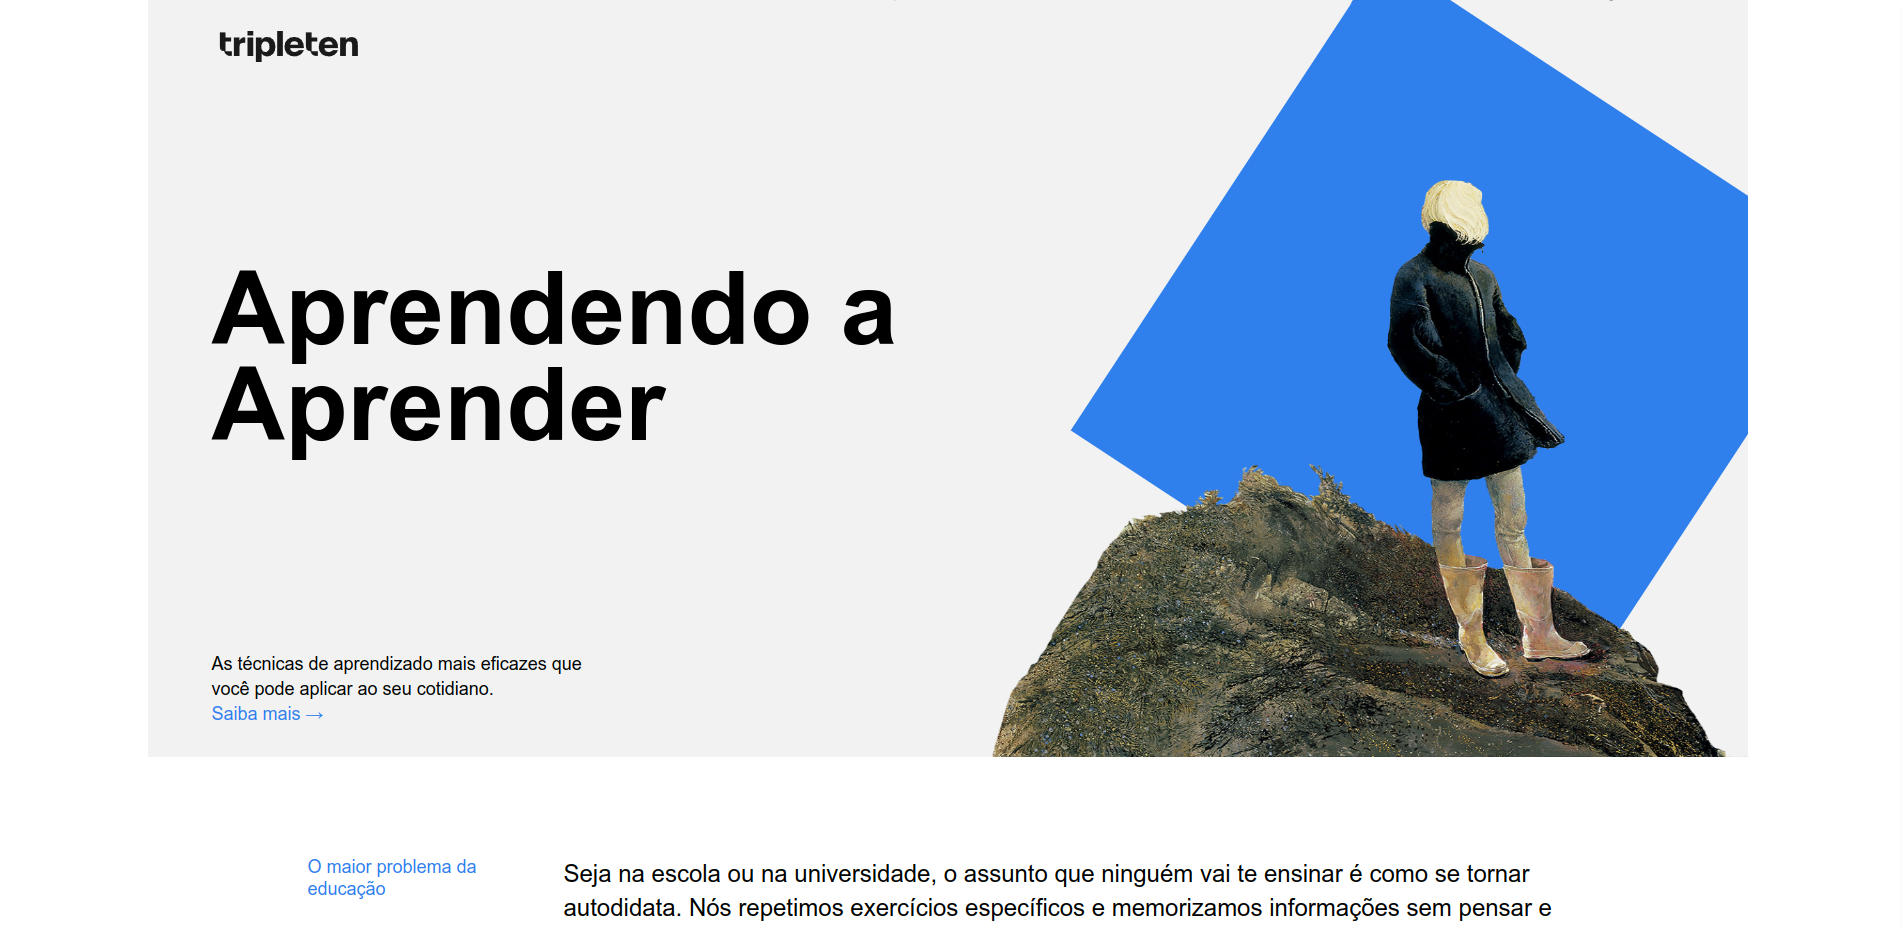 tripleten
Aprendendo a
Aprender
As técnicas de aprendizado mais eficazes que
você pode aplicar ao seu cotidiano.
Saiba mais →
O maior problema da
educação
Seja na escola ou na universidade, o assunto que ninguém vai te ensinar é como se tornar
autodidata. Nós repetimos exercícios específicos e memorizamos informações sem pensar e